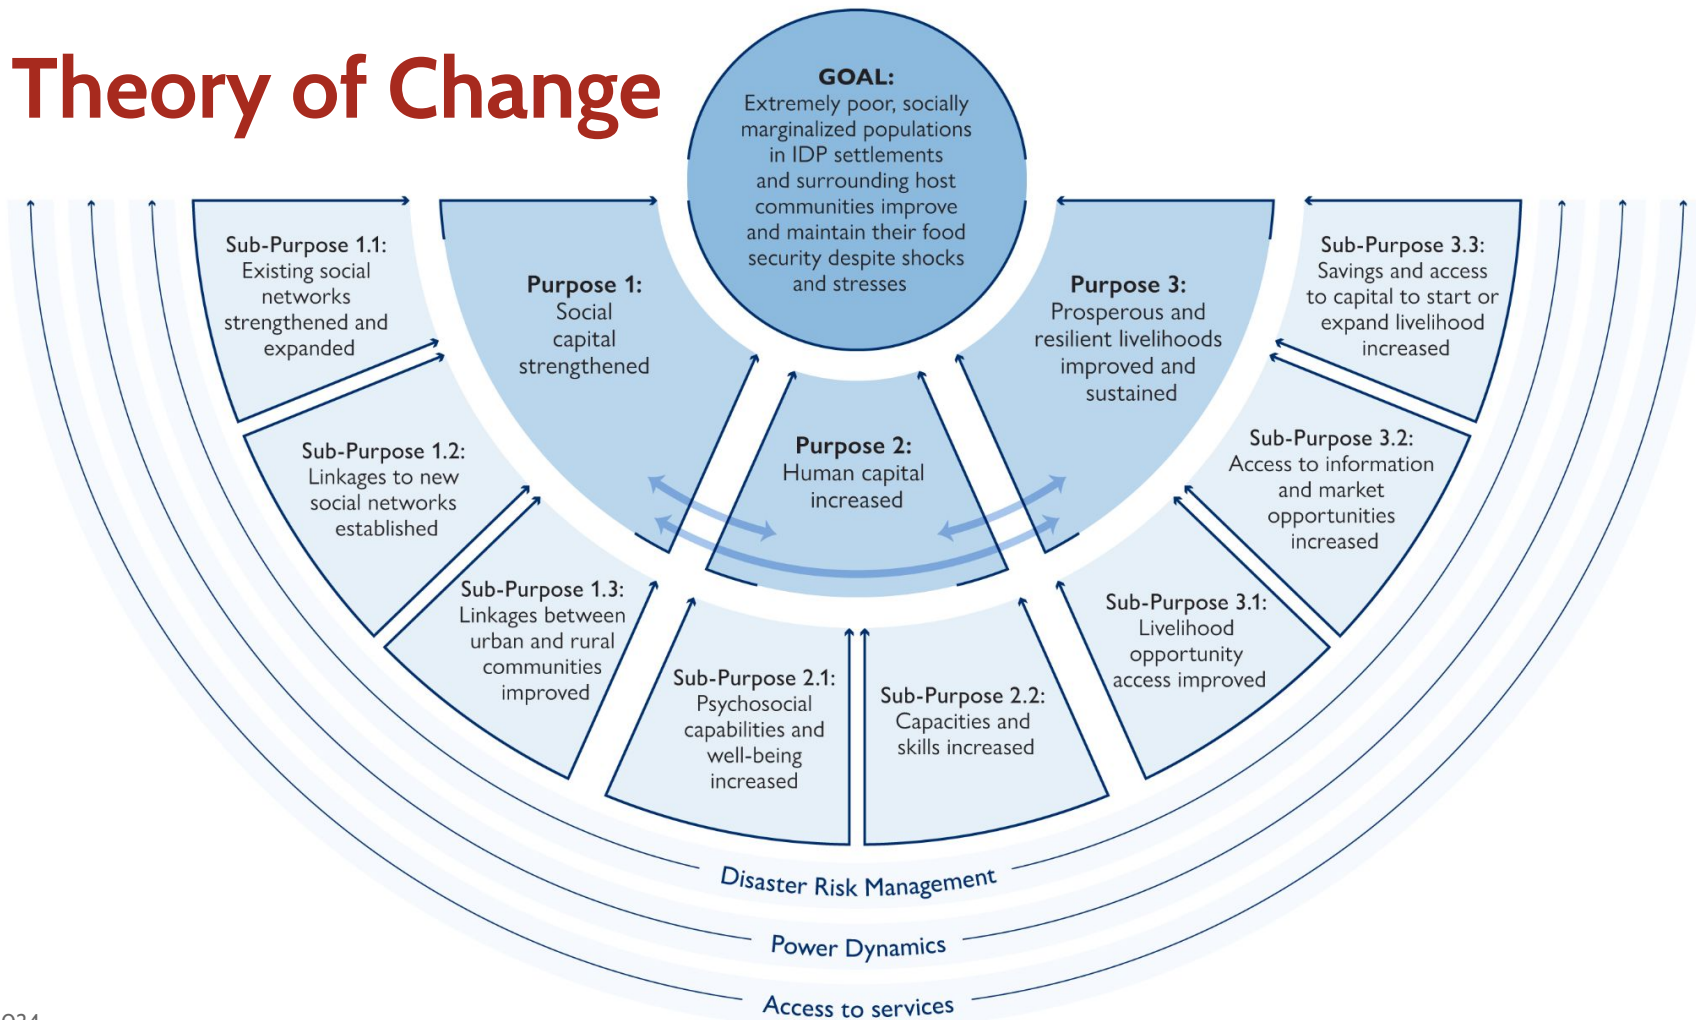 Theory of Change
GOAL:
Extremely poor, socially
marginalized populations
in IDP settlements
and surrounding host
communities improve
and maintain their food
security despite shocks
and stresses
Sub-Purpose 1.1:
Existing social
networks
strengthened and
expanded
Purpose 1:
Social
capital
strengthened
Purpose 3:
Prosperous and
resilient livelihoods
improved and
sustained
Sub-Purpose 3.3:
Savings and access
to capital to start or
expand livelihood
increased
Sub-Purpose 1.2:
Linkages to new
social networks
established
Purpose 2:
Human capital
increased
Sub-Purpose 3.2:
Access to information
and market
opportunities
increased
Sub-Purpose 1.3:
Linkages between
urban and rural
communities
improved
Sub-Purpose 2.1:
Psychosocial
capabilities and
well-being
increased
Sub-Purpose 2.2:
Capacities and
skills increased
Sub-Purpose 3.1:
Livelihood
opportunity
access improved
Disaster Risk Management
Power Dynamics
Access to services